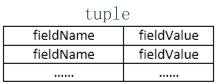 tuple
fieldName fieldValue
fieldName fieldValue
...... ......